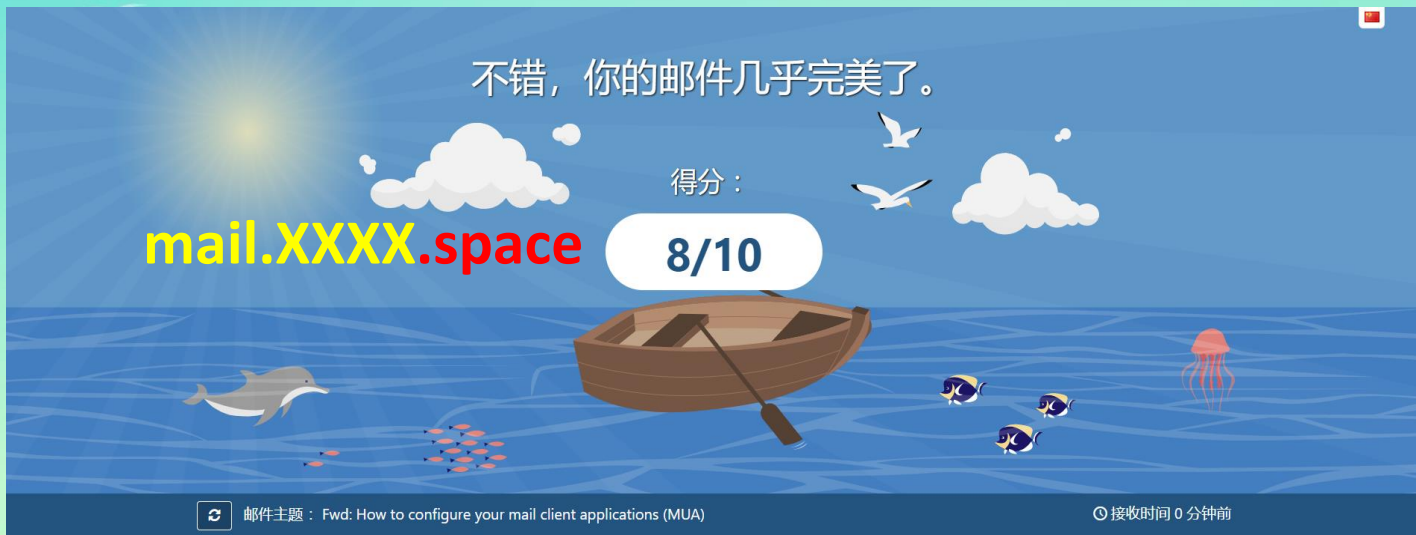 不错，你的邮件几乎完美了。
得分：
mail.XXXX.space
8/10
邮件主题： Fwd: How to configure your mail client applications (MUA)
接收时间 0 分钟前